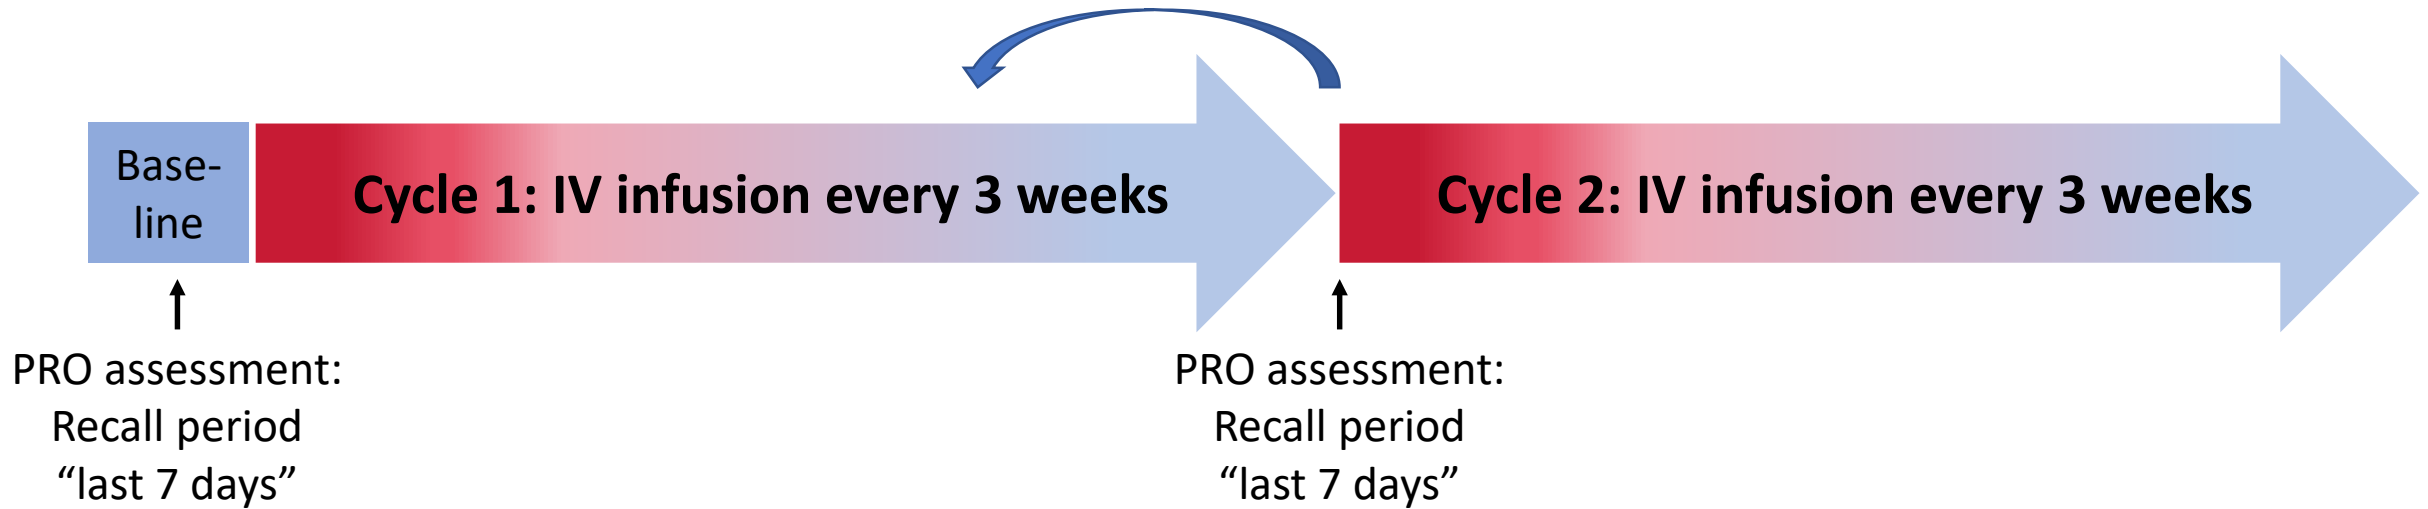 Base-
line
Cycle 1: IV infusion every 3 weeks
Cycle 2: IV infusion every 3 weeks
PRO assessment:
Recall period
“last 7 days”
PRO assessment:
Recall period
“last 7 days”